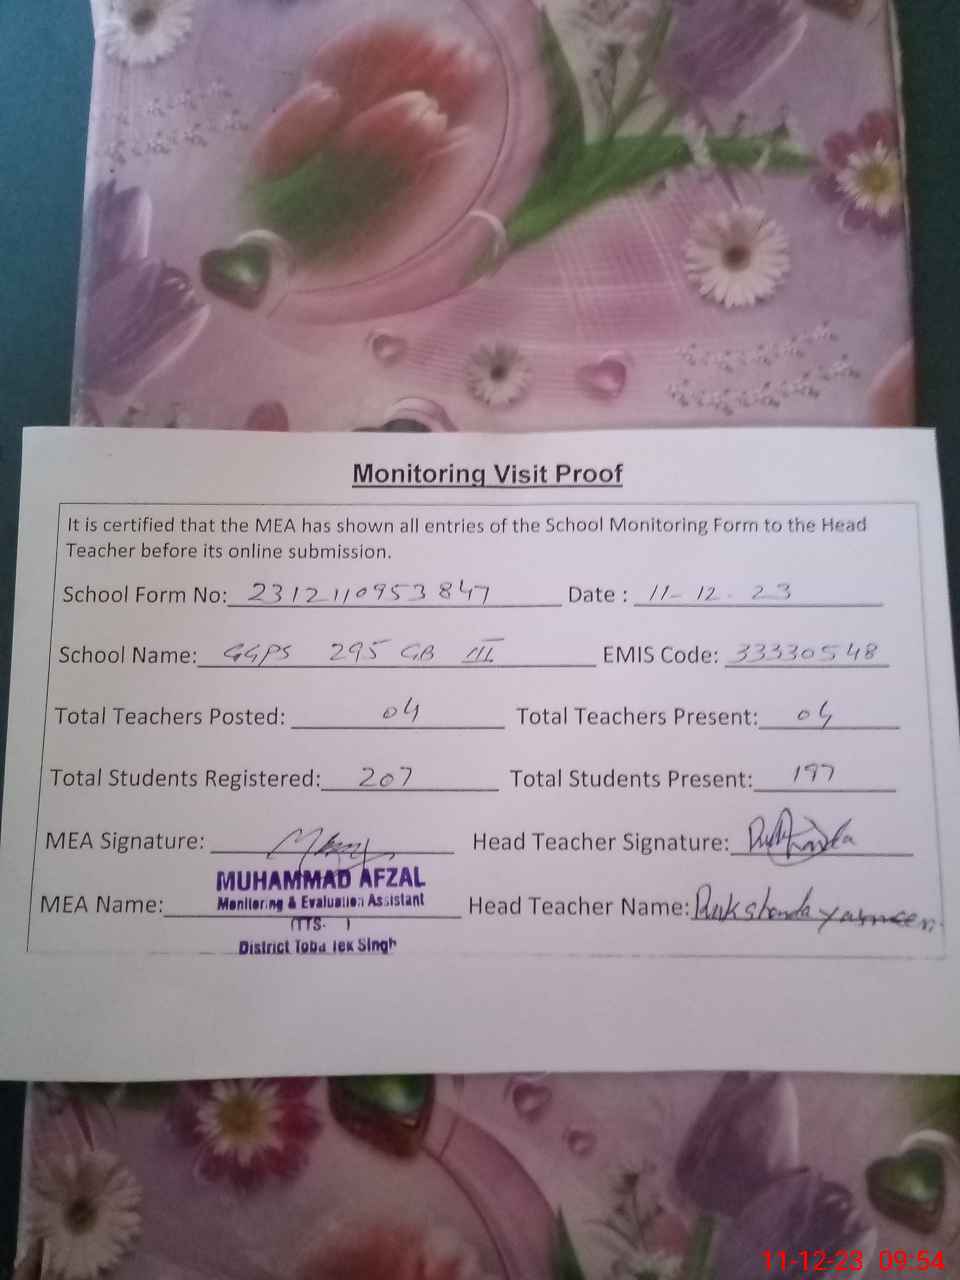 Monitoring Visit Proof
It is certified that the MEA has shown all entries of the School Monitoring Form to the Head
Teacher before its online submission.
School Form No: 2312110953847 Date : 11-12-23
School Name: GGPS 295 GB III EMIS Code: 33330548
Total Teachers Posted: 04 Total Teachers Present: 04
Total Students Registered: 207 Total Students Present: 197
MEA Signature: Head Teacher Signature:
MUHAMMAD AFZAL
MEA Name: Monitoring & Evaluation Assistant Head Teacher Name: Rukshanda Yasmeen
(TTS- )
District Toba Tek Singh
11-12-23 09:54